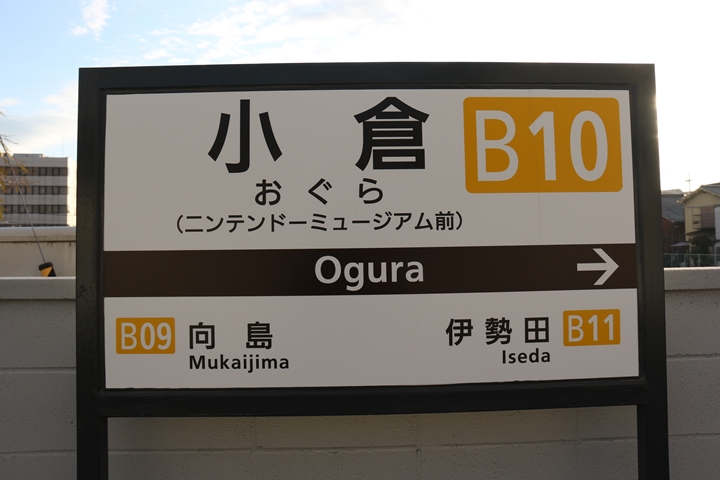 小倉 B10
おぐら
(ニンテンドーミュージアム前)
Ogura →
B09 向島
Mukaijima
伊勢田 B11
Iseda